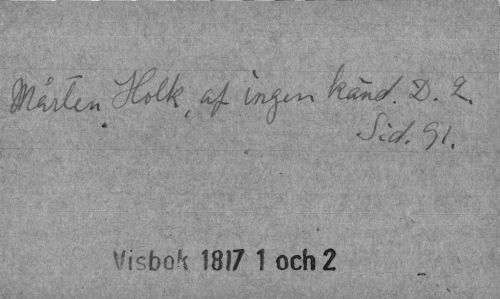 Mårten Holk, af ingen känd. D. 2.
Sid. 91.
Visbok 1817 1 och 2